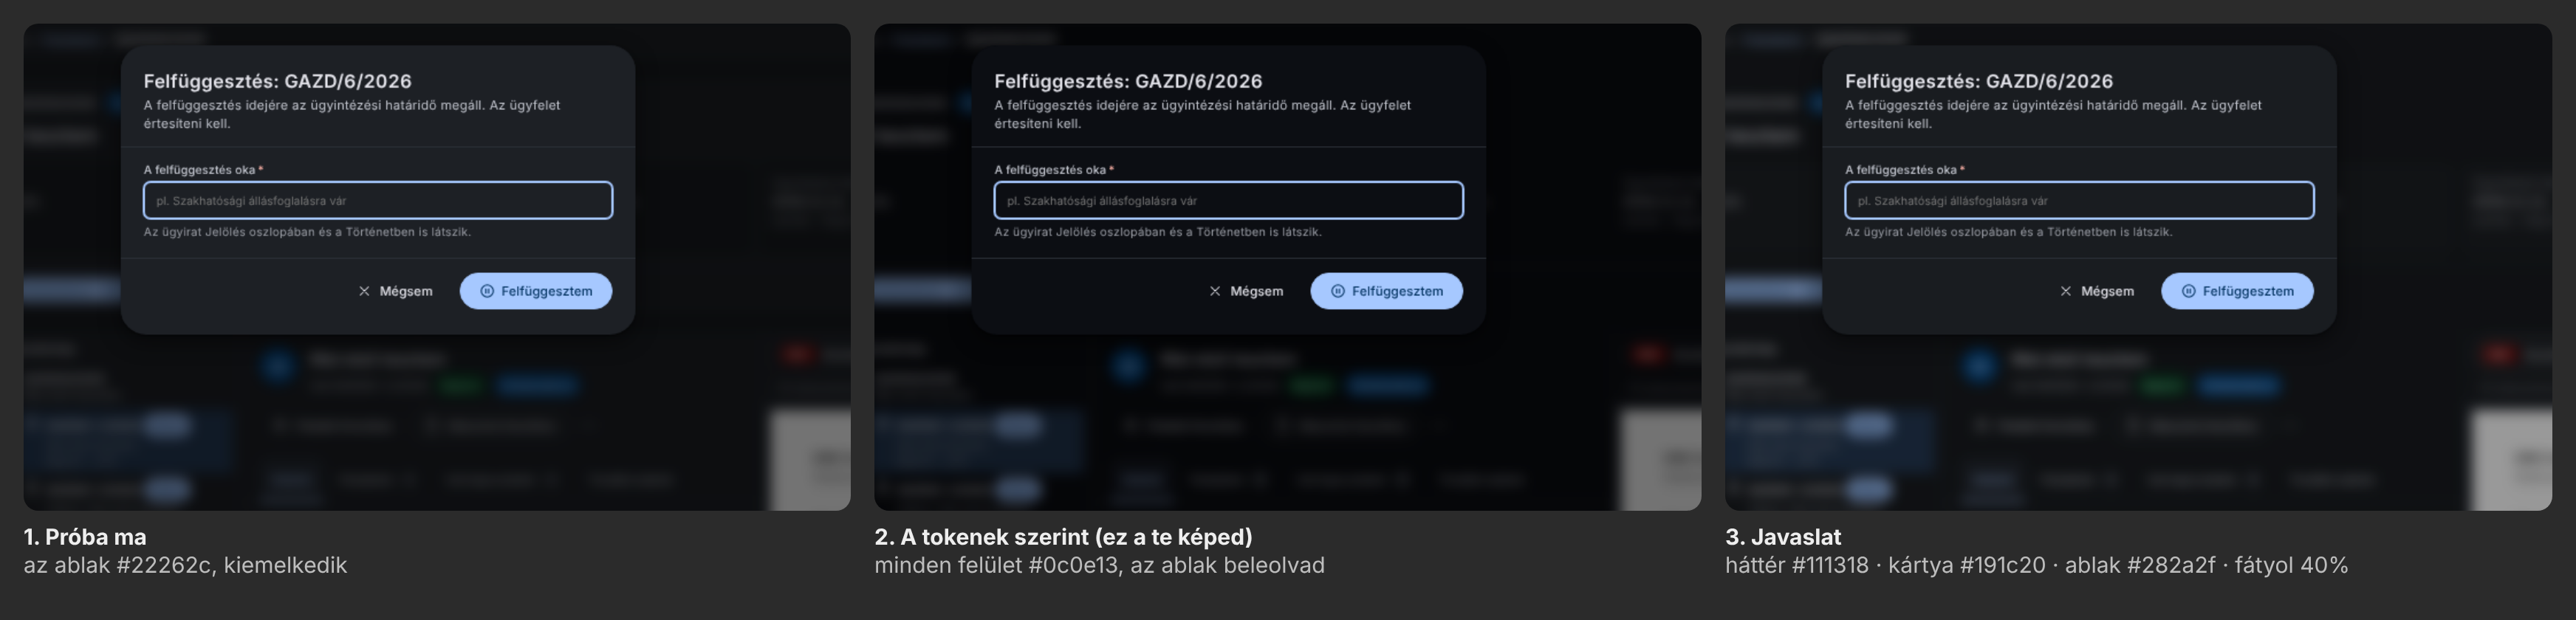 Felfüggesztés: GAZD/6/2026
A felfüggesztés idejére az ügyintézési határidő megáll. Az ügyfelet
értesíteni kell.
A felfüggesztés oka *
pl. Szakhatósági állásfoglalásra vár
Az ügyirat Jelölés oszlopában és a Történetben is látszik.
Mégsem
Felfüggesztem
1. Próba ma
az ablak #22262c, kiemelkedik
Felfüggesztés: GAZD/6/2026
A felfüggesztés idejére az ügyintézési határidő megáll. Az ügyfelet
értesíteni kell.
A felfüggesztés oka *
pl. Szakhatósági állásfoglalásra vár
Az ügyirat Jelölés oszlopában és a Történetben is látszik.
Mégsem
Felfüggesztem
2. A tokenek szerint (ez a te képed)
minden felület #0c0e13, az ablak beleolvad
Felfüggesztés: GAZD/6/2026
A felfüggesztés idejére az ügyintézési határidő megáll. Az ügyfelet
értesíteni kell.
A felfüggesztés oka *
pl. Szakhatósági állásfoglalásra vár
Az ügyirat Jelölés oszlopában és a Történetben is látszik.
Mégsem
Felfüggesztem
3. Javaslat
háttér #111318 · kártya #191c20 · ablak #282a2f · fátyol 40%